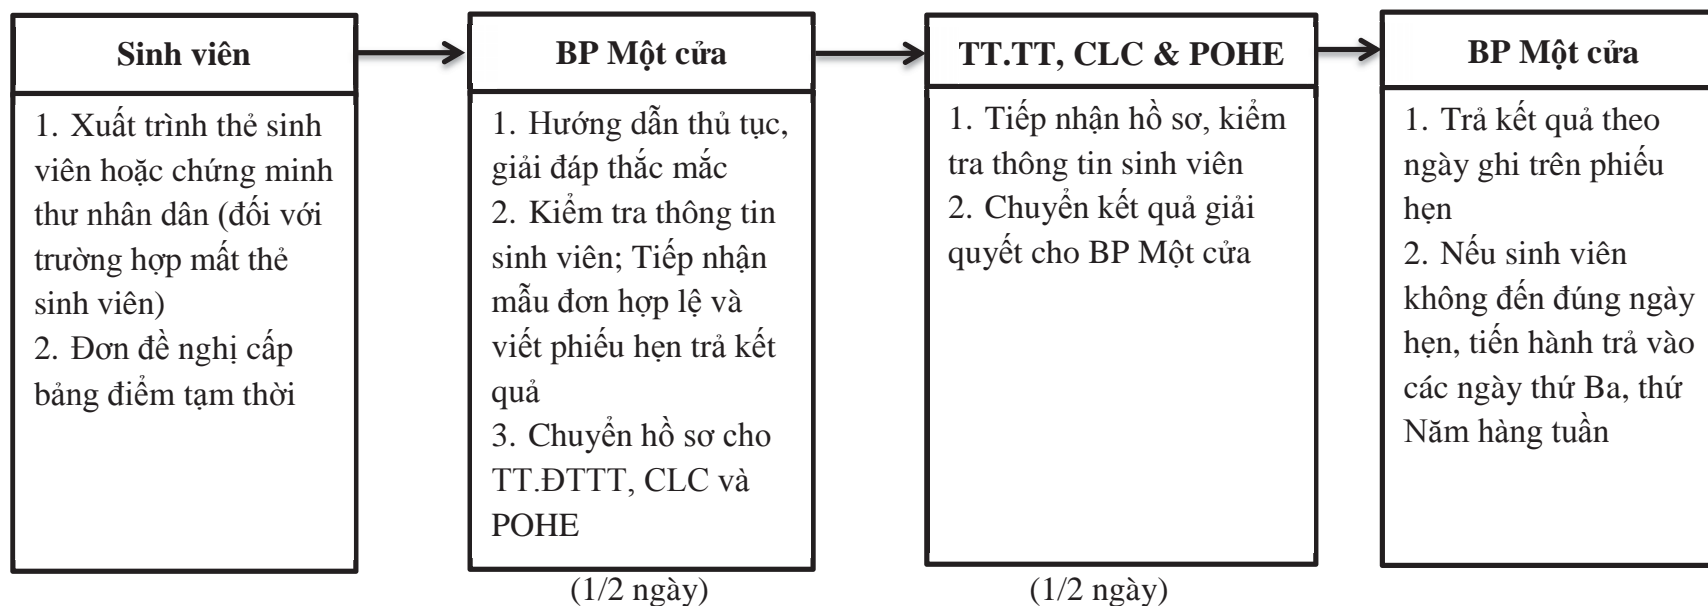 Sinh viên
1. Xuất trình thẻ sinh
viên hoặc chứng minh
thư nhân dân (đối với
trường hợp mất thẻ
sinh viên)
2. Đơn đề nghị cấp
bảng điểm tạm thời
BP Một cửa
1. Hướng dẫn thủ tục,
giải đáp thắc mắc
2. Kiểm tra thông tin
sinh viên; Tiếp nhận
mẫu đơn hợp lệ và
viết phiếu hẹn trả kết
quả
3. Chuyển hồ sơ cho
TT.ĐTTT, CLC và
POHE
(1/2 ngày)
TT.TT, CLC & POHE
1. Tiếp nhận hồ sơ, kiểm
tra thông tin sinh viên
2. Chuyển kết quả giải
quyết cho BP Một cửa
(1/2 ngày)
BP Một cửa
1. Trả kết quả theo
ngày ghi trên phiếu
hẹn
2. Nếu sinh viên
không đến đúng ngày
hẹn, tiến hành trả vào
các ngày thứ Ba, thứ
Năm hàng tuần